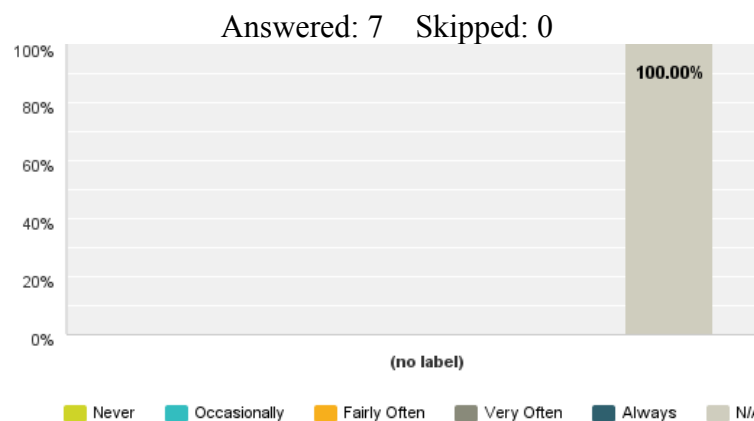 Answered: 7 Skipped: 0
100%
100.00%
80%
60%
40%
20%
0%
(no label)
Never Occasionally Fairly Often Very Often Always N/A